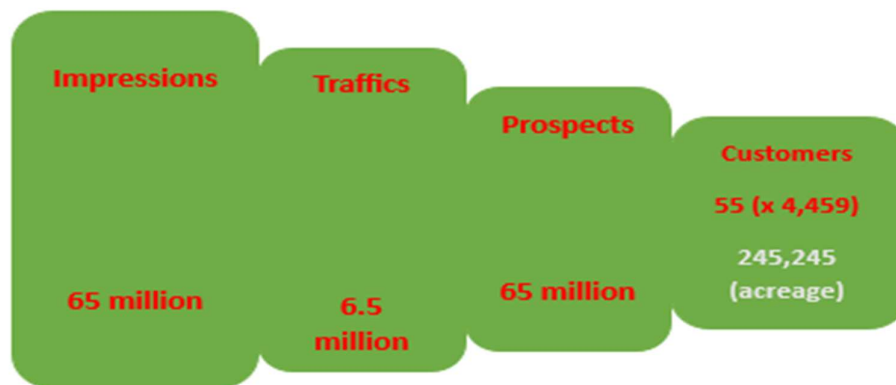 Impressions
65 million
Traffics
6.5
million
Prospects
65 million
Customers
55 (x 4,459)
245,245
(acreage)